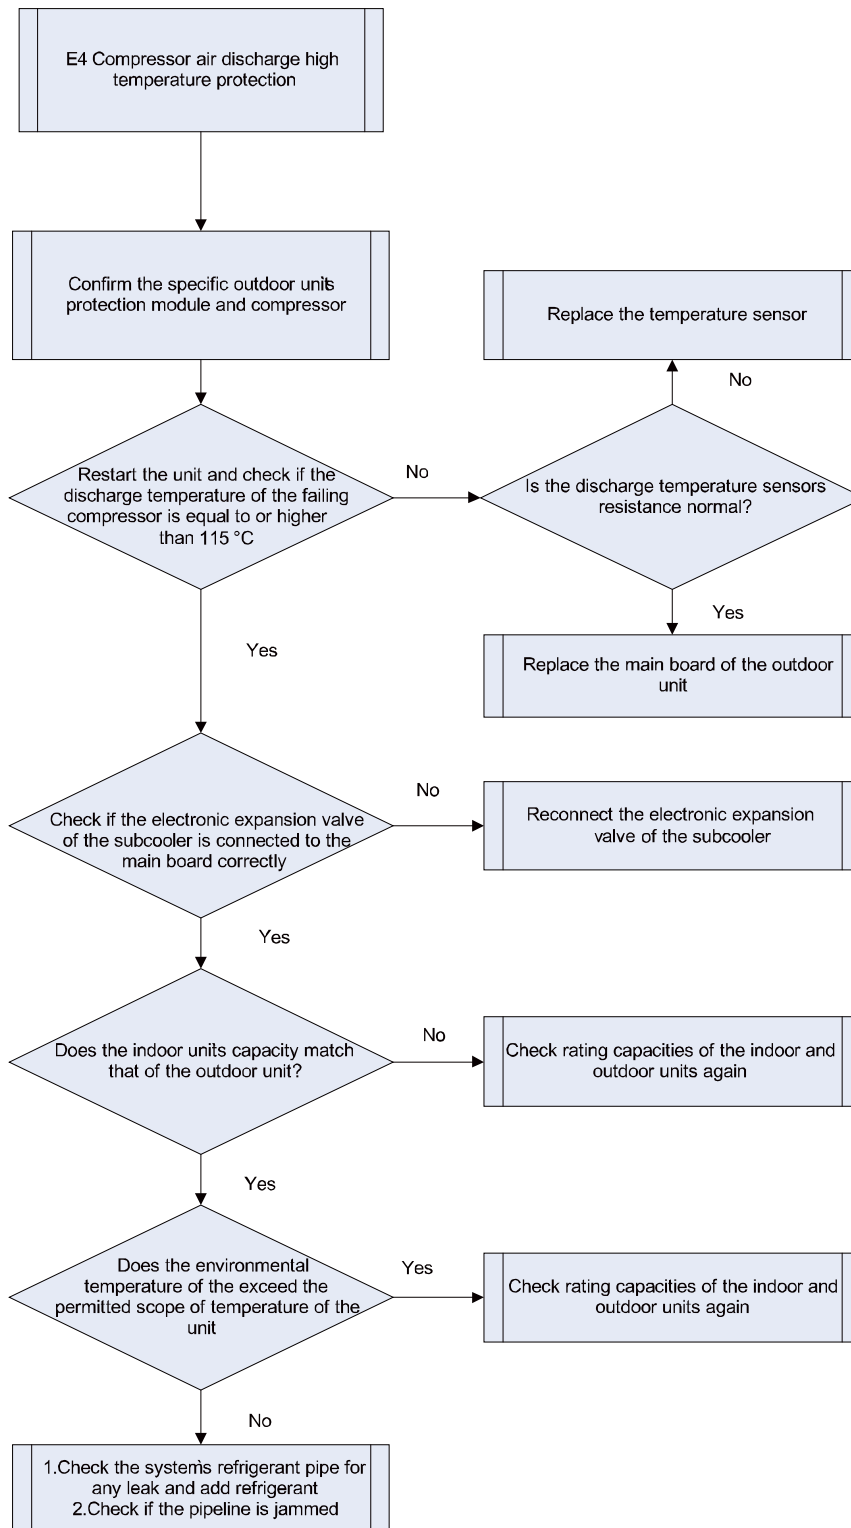 E4 Compressor air discharge high
temperature protection
Confirm the specific outdoor unit's
protection module and compressor
Replace the temperature sensor
No
Restart the unit and check if the
discharge temperature of the failing
compressor is equal to or higher
than 115 °C
No
Is the discharge temperature sensors
resistance normal?
Yes
Yes
Replace the main board of the outdoor
unit
Check if the electronic expansion valve
of the subcooler is connected to the
main board correctly
No
Reconnect the electronic expansion
valve of the subcooler
Yes
Does the indoor unit's capacity match
that of the outdoor unit?
No
Check rating capacities of the indoor and
outdoor units again
Yes
Does the environmental
temperature of the exceed the
permitted scope of temperature of the
unit
Yes
Check rating capacities of the indoor and
outdoor units again
No
1.Check the system's refrigerant pipe for
any leak and add refrigerant
2.Check if the pipeline is jammed